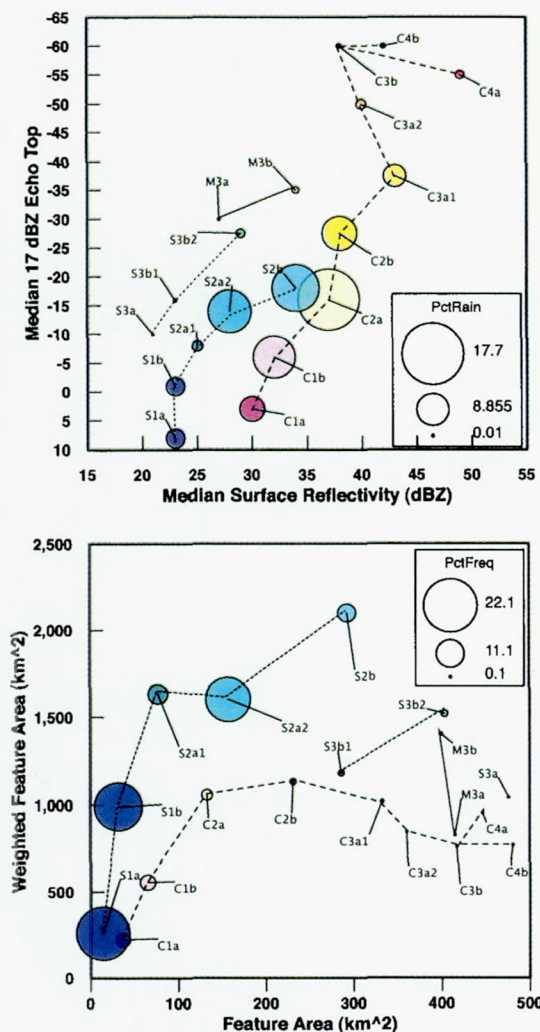 Median 17 dBZ Echo Top
-65
-60
-55
-50
-45
-40
-35
-30
-25
-20
-15
-10
-5
0
5
10
C4b
C3b
C4a
C3a2
M3b
M3a
C3a1
S3b2
C2b
S2b
S2a2
S3b1
S3a
S2a1
C2a
S1b
C1b
S1a
C1a
PctRain
17.7
8.855
0.01
15 20 25 30 35 40 45 50 55
Median Surface Reflectivity (dBZ)
Weighted Feature Area (km^2)
2,500
2,000
1,500
1,000
500
0
PctFreq
22.1
11.1
0.1
S2b
S3b2
S2a2
S2a1
S3b1
M3b
S3a
M3a
S1b
C2a
C2b
C3a1
C4a
C3a2
C3b
C4b
S1a
C1b
C1a
0 100 200 300 400 500
Feature Area (km^2)